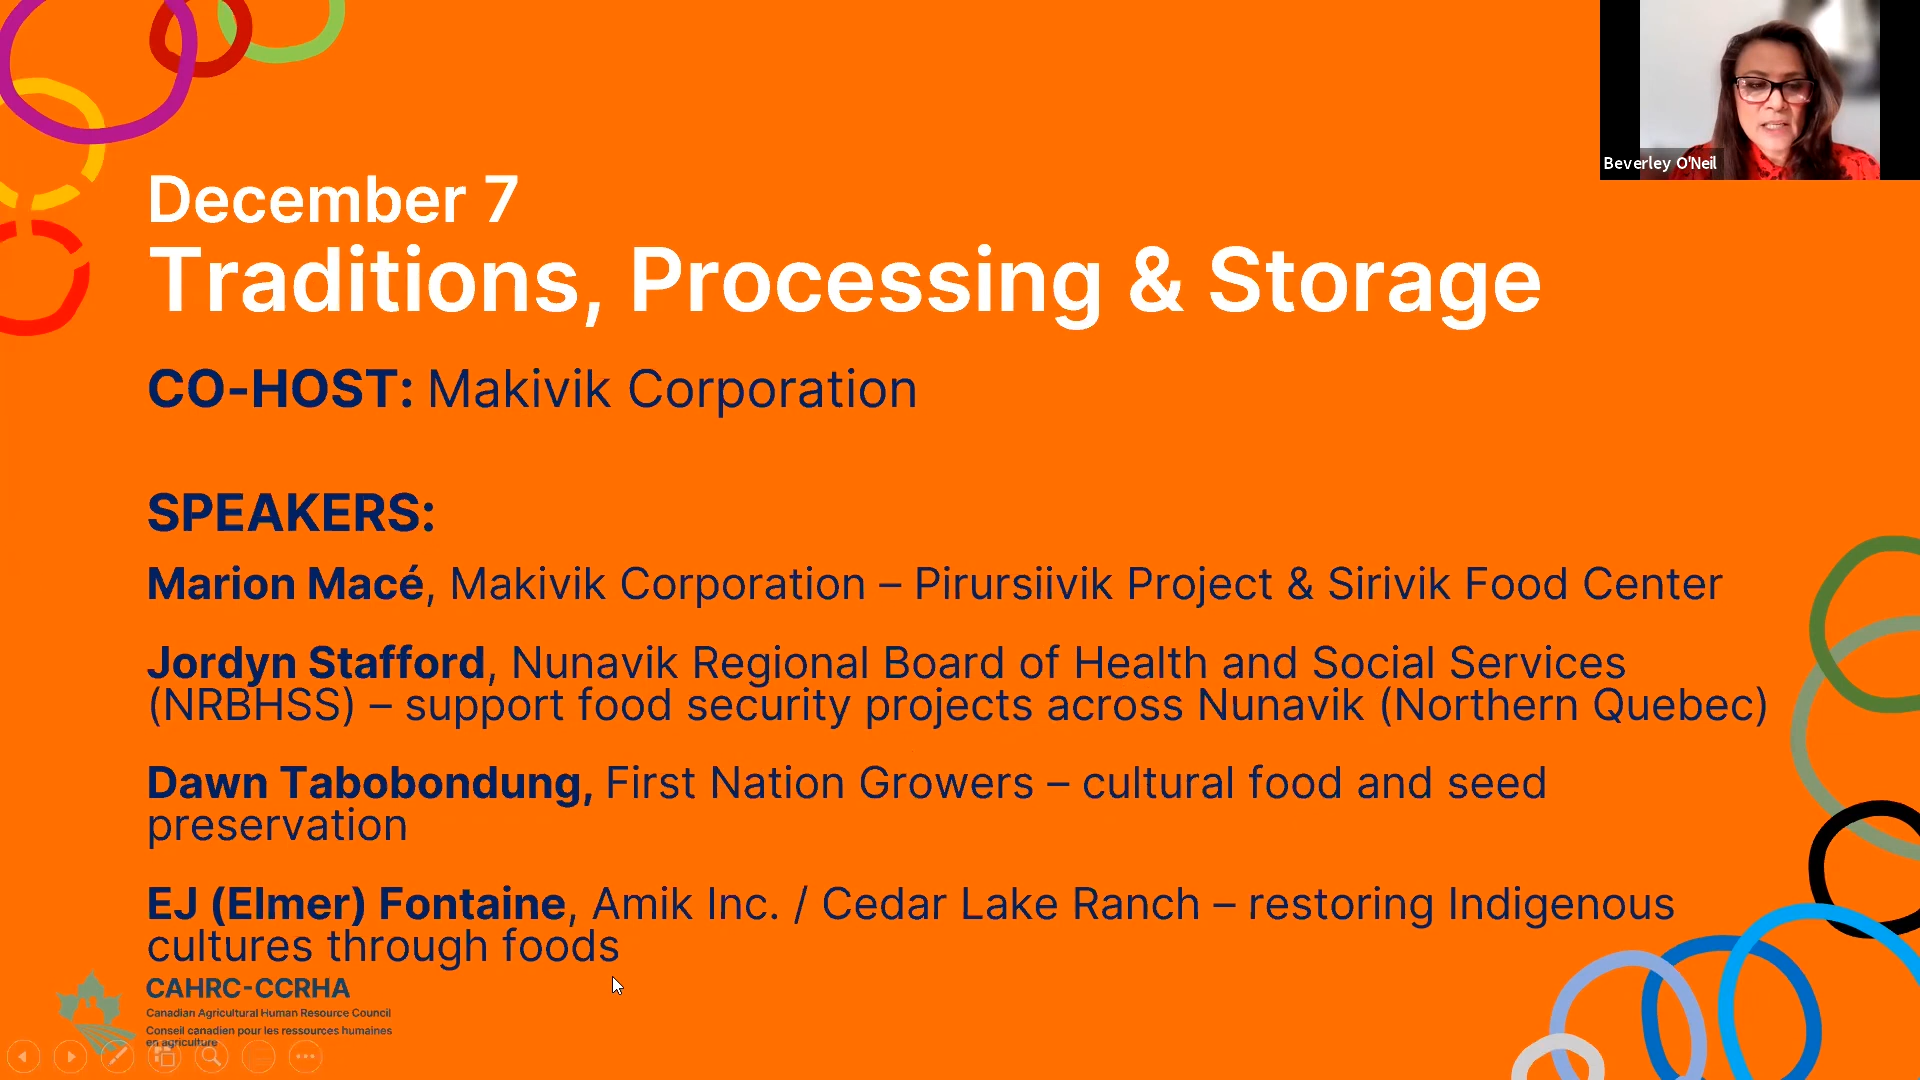 Beverley O'Neil
December 7
Traditions, Processing & Storage
CO-HOST: Makivik Corporation
SPEAKERS:
Marion Macé, Makivik Corporation – Pirursiivik Project & Sirivik Food Center
Jordyn Stafford, Nunavik Regional Board of Health and Social Services
(NRBHSS) – support food security projects across Nunavik (Northern Quebec)
Dawn Tabobondung, First Nation Growers – cultural food and seed
preservation
EJ (Elmer) Fontaine, Amik Inc. / Cedar Lake Ranch – restoring Indigenous
cultures through foods
CAHRC-CCRHA
Canadian Agricultural Human Resource Council
Conseil canadien pour les ressources humaines
en agriculture